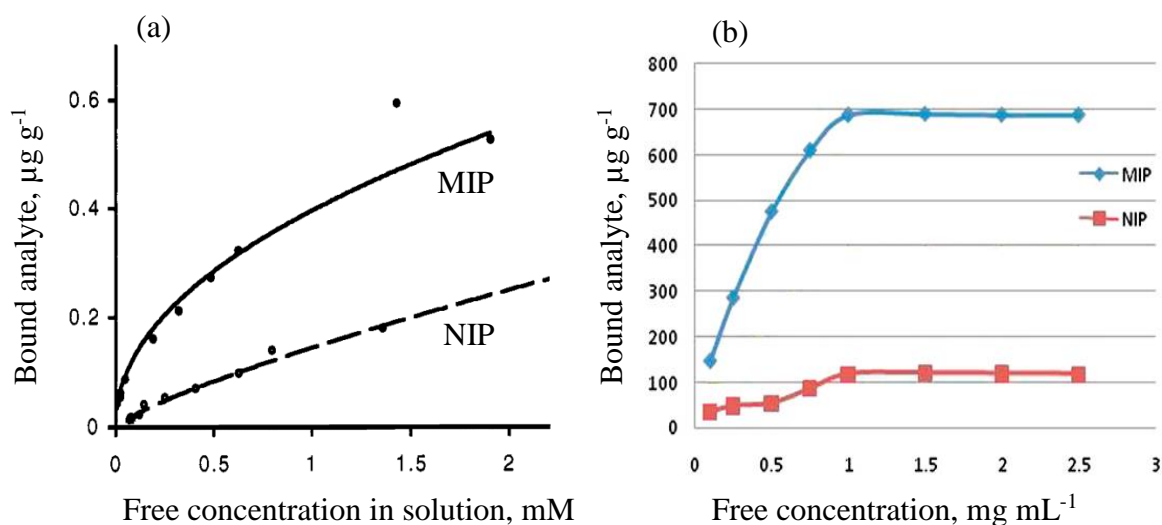 (a)
Bound analyte, µg g⁻¹
0.6
0.4
0.2
0
MIP
NIP
0 0.5 1 1.5 2
Free concentration in solution, mM
(b)
Bound analyte, µg g⁻¹
800
700
600
500
400
300
200
100
0
MIP
NIP
0 0.5 1 1.5 2 2.5 3
Free concentration, mg mL⁻¹